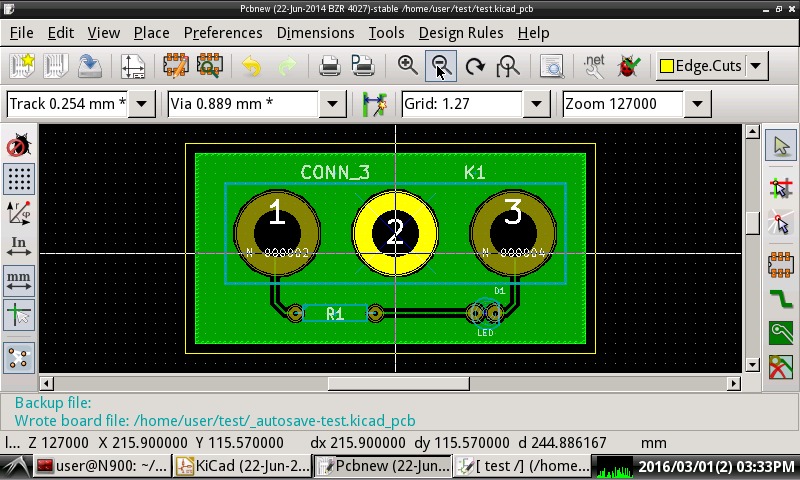 Pcbnew (22-Jun-2014 BZR 4027)-stable /home/user/test/test.kicad_pcb
File Edit View Place Preferences Dimensions Tools Design Rules Help
.net Edge.Cuts
Track 0.254 mm * Via 0.889 mm * Grid: 1.27 Zoom 127000
In
mm
CONN_3 K1
1 2 3
N-000002 N-000004
D1
R1
LED
Backup file:
Wrote board file: /home/user/test/_autosave-test.kicad_pcb
l... Z 127000 X 215.900000 Y 115.570000 dx 215.900000 dy 115.570000 d 244.886167 mm
user@N900: ~/... KiCad (22-Jun-2... Pcbnew (22-Jun... [ test /] (/home... 2016/03/01(2) 03:33PM